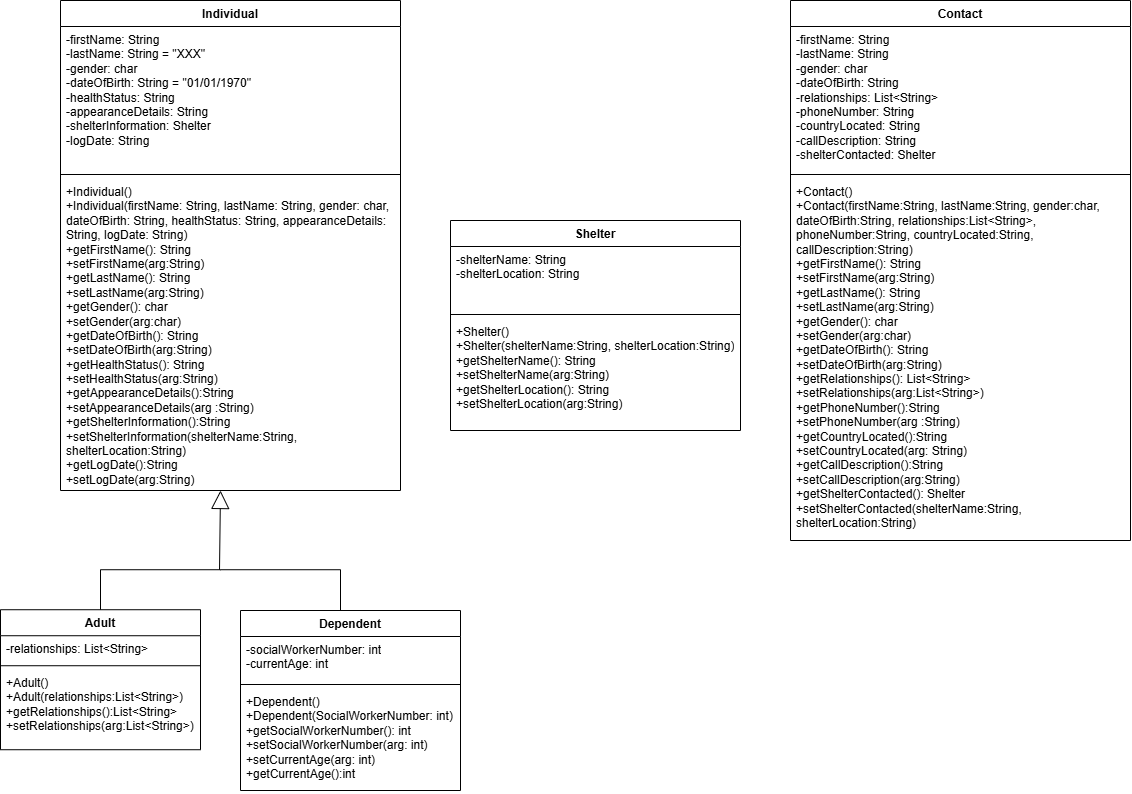 Individual
-firstName: String
-lastName: String = "XXX"
-gender: char
-dateOfBirth: String = "01/01/1970"
-healthStatus: String
-appearanceDetails: String
-shelterInformation: Shelter
-logDate: String
+Individual()
+Individual(firstName: String, lastName: String, gender: char,
dateOfBirth: String, healthStatus: String, appearanceDetails:
String, logDate: String)
+getFirstName(): String
+setFirstName(arg:String)
+getLastName(): String
+setLastName(arg:String)
+getGender(): char
+setGender(arg:char)
+getDateOfBirth(): String
+setDateOfBirth(arg:String)
+getHealthStatus(): String
+setHealthStatus(arg:String)
+getAppearanceDetails():String
+setAppearanceDetails(arg :String)
+getShelterInformation():String
+setShelterInformation(shelterName:String,
shelterLocation:String)
+getLogDate():String
+setLogDate(arg:String)
Shelter
-shelterName: String
-shelterLocation: String
+Shelter()
+Shelter(shelterName:String, shelterLocation:String)
+getShelterName(): String
+setShelterName(arg:String)
+getShelterLocation(): String
+setShelterLocation(arg:String)
Contact
-firstName: String
-lastName: String
-gender: char
-dateOfBirth: String
-relationships: List<String>
-phoneNumber: String
-countryLocated: String
-callDescription: String
-shelterContacted: Shelter
+Contact()
+Contact(firstName:String, lastName:String, gender:char,
dateOfBirth:String, relationships:List<String>,
phoneNumber:String, countryLocated:String,
callDescription:String)
+getFirstName(): String
+setFirstName(arg:String)
+getLastName(): String
+setLastName(arg:String)
+getGender(): char
+setGender(arg:char)
+getDateOfBirth(): String
+setDateOfBirth(arg:String)
+getRelationships(): List<String>
+setRelationships(arg:List<String>)
+getPhoneNumber():String
+setPhoneNumber(arg :String)
+getCountryLocated():String
+setCountryLocated(arg: String)
+getCallDescription():String
+setCallDescription(arg:String)
+getShelterContacted(): Shelter
+setShelterContacted(shelterName:String,
shelterLocation:String)
Adult
-relationships: List<String>
+Adult()
+Adult(relationships:List<String>)
+getRelationships():List<String>
+setRelationships(arg:List<String>)
Dependent
-socialWorkerNumber: int
-currentAge: int
+Dependent()
+Dependent(SocialWorkerNumber: int)
+getSocialWorkerNumber(): int
+setSocialWorkerNumber(arg: int)
+setCurrentAge(arg: int)
+getCurrentAge():int